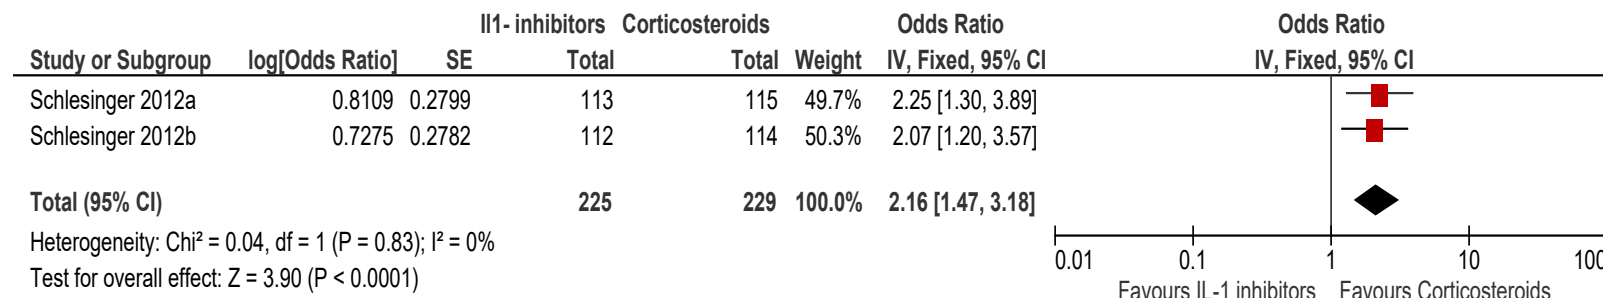 Il1- inhibitors Corticosteroids Odds Ratio Odds Ratio
Study or Subgroup log[Odds Ratio] SE Total Total Weight IV, Fixed, 95% CI IV, Fixed, 95% CI
Schlesinger 2012a 0.8109 0.2799 113 115 49.7% 2.25 [1.30, 3.89]
Schlesinger 2012b 0.7275 0.2782 112 114 50.3% 2.07 [1.20, 3.57]
Total (95% CI) 225 229 100.0% 2.16 [1.47, 3.18]
Heterogeneity: Chi² = 0.04, df = 1 (P = 0.83); I² = 0%
Test for overall effect: Z = 3.90 (P < 0.0001)
0.01 0.1 1 10 100
Favours IL-1 inhibitors Favours Corticosteroids